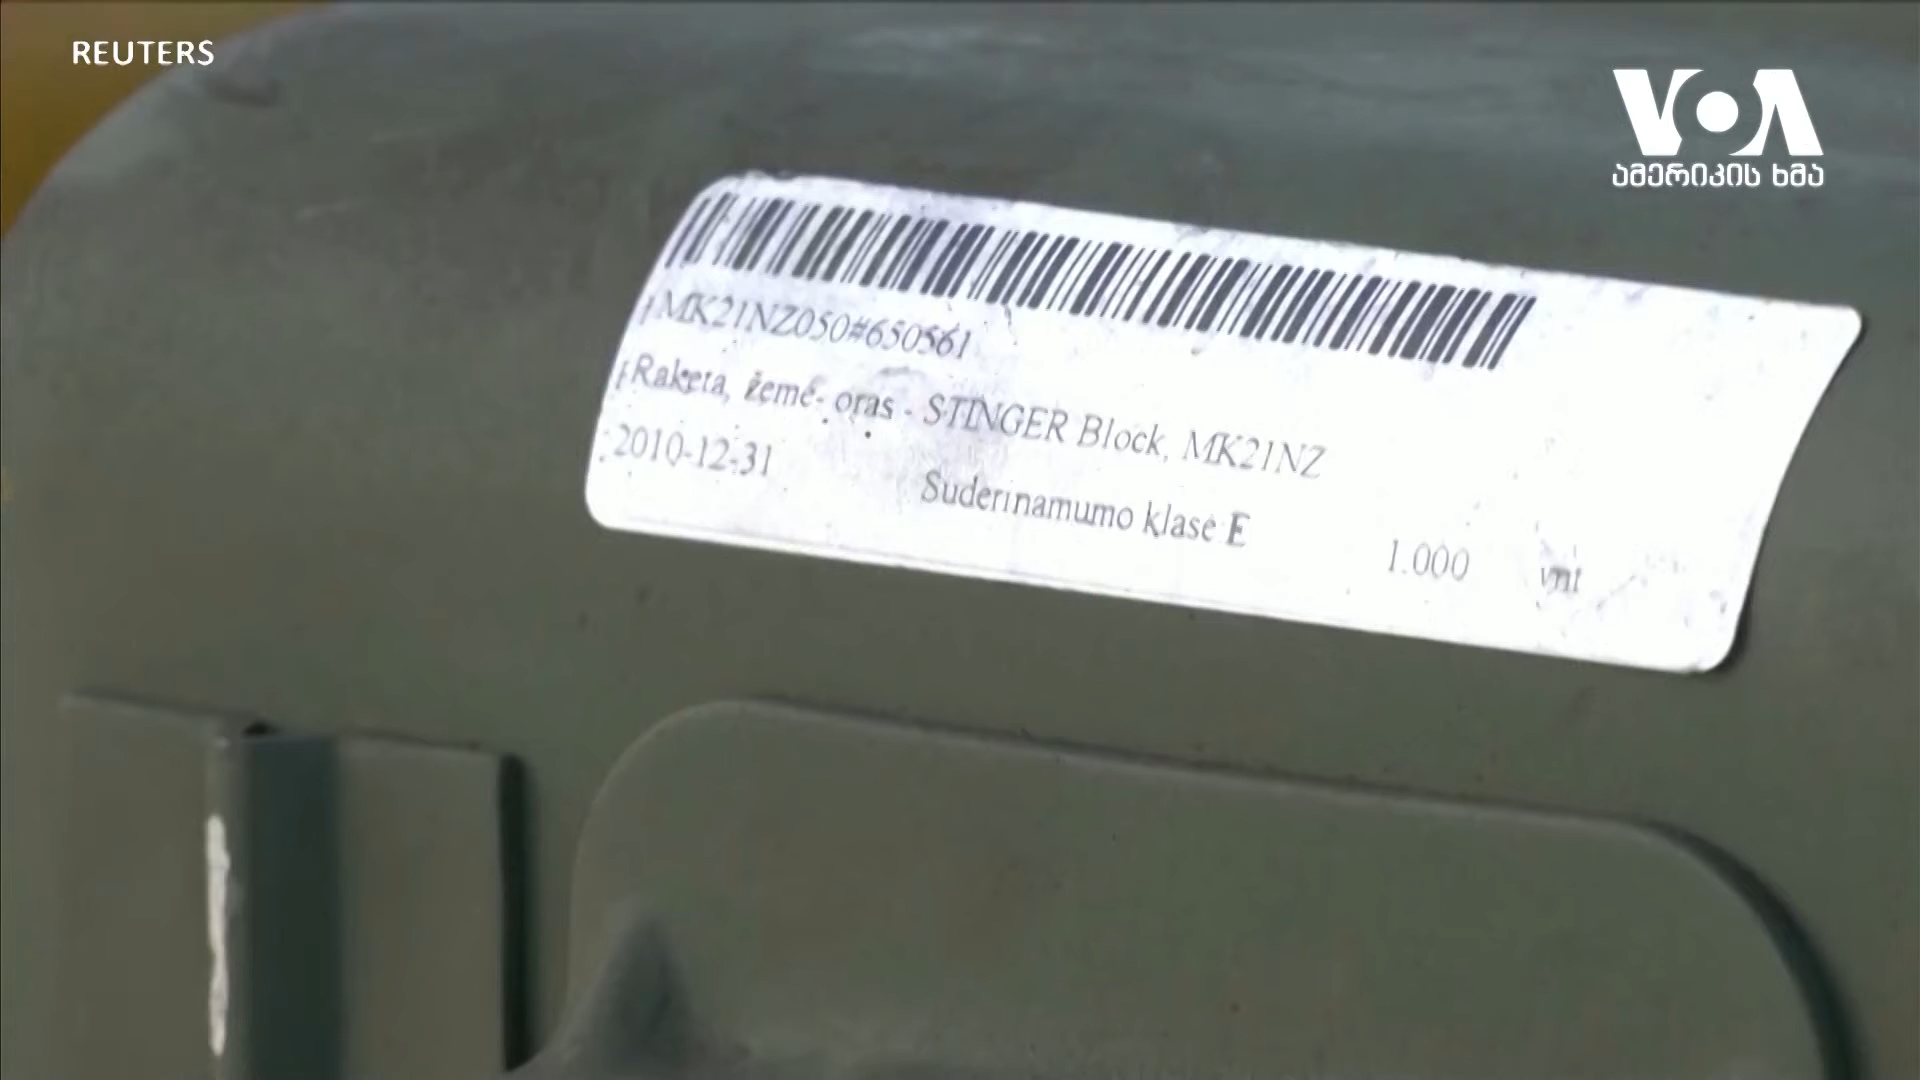 REUTERS
VOA
ამერიკის ხმა
MK21NZ050#650561
Raketa, žemė- oras - STINGER Block, MK21NZ
2010-12-31
Suderinamumo klasė E
1.000 vnt